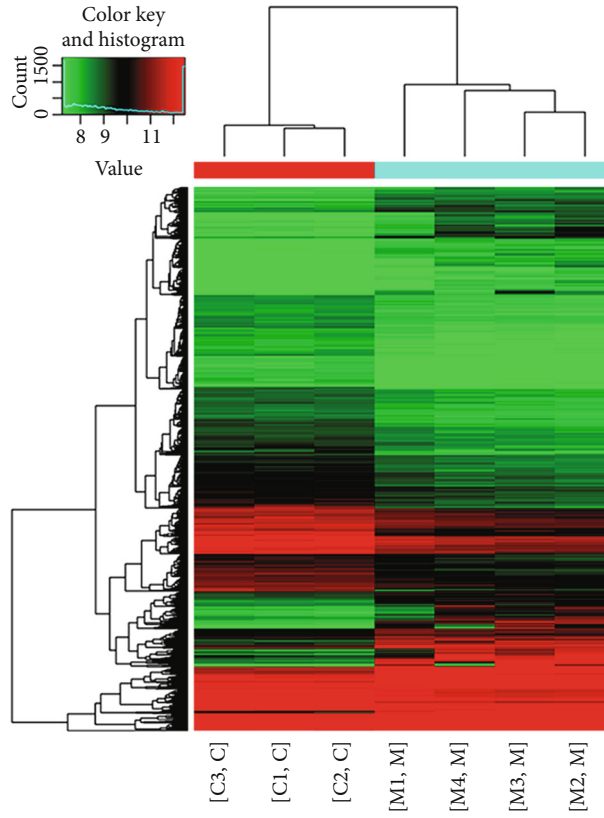 Color key
and histogram
Count
1500
0
8 9 11
Value
[C3, C]
[C1, C]
[C2, C]
[M1, M]
[M4, M]
[M3, M]
[M2, M]